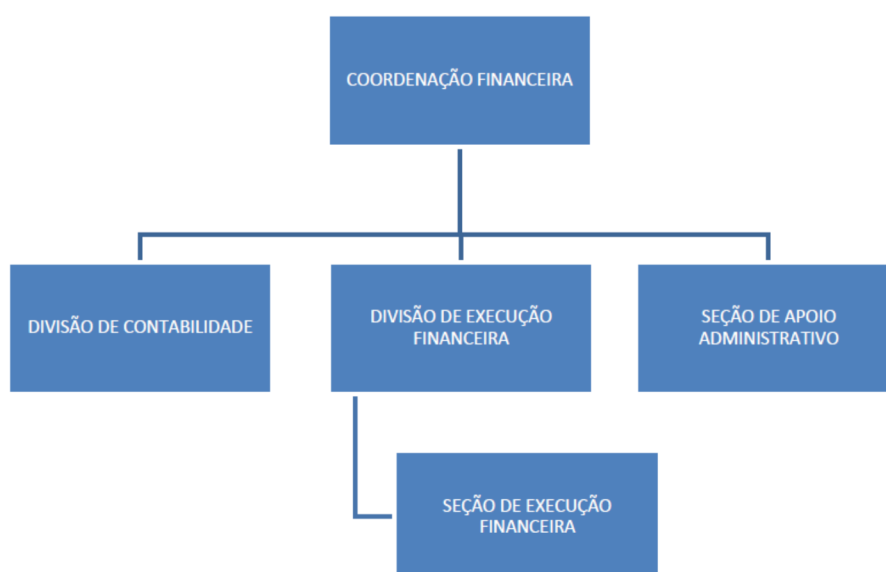 COORDENAÇÃO FINANCEIRA
DIVISÃO DE CONTABILIDADE
DIVISÃO DE EXECUÇÃO
FINANCEIRA
SEÇÃO DE APOIO
ADMINISTRATIVO
SEÇÃO DE EXECUÇÃO
FINANCEIRA